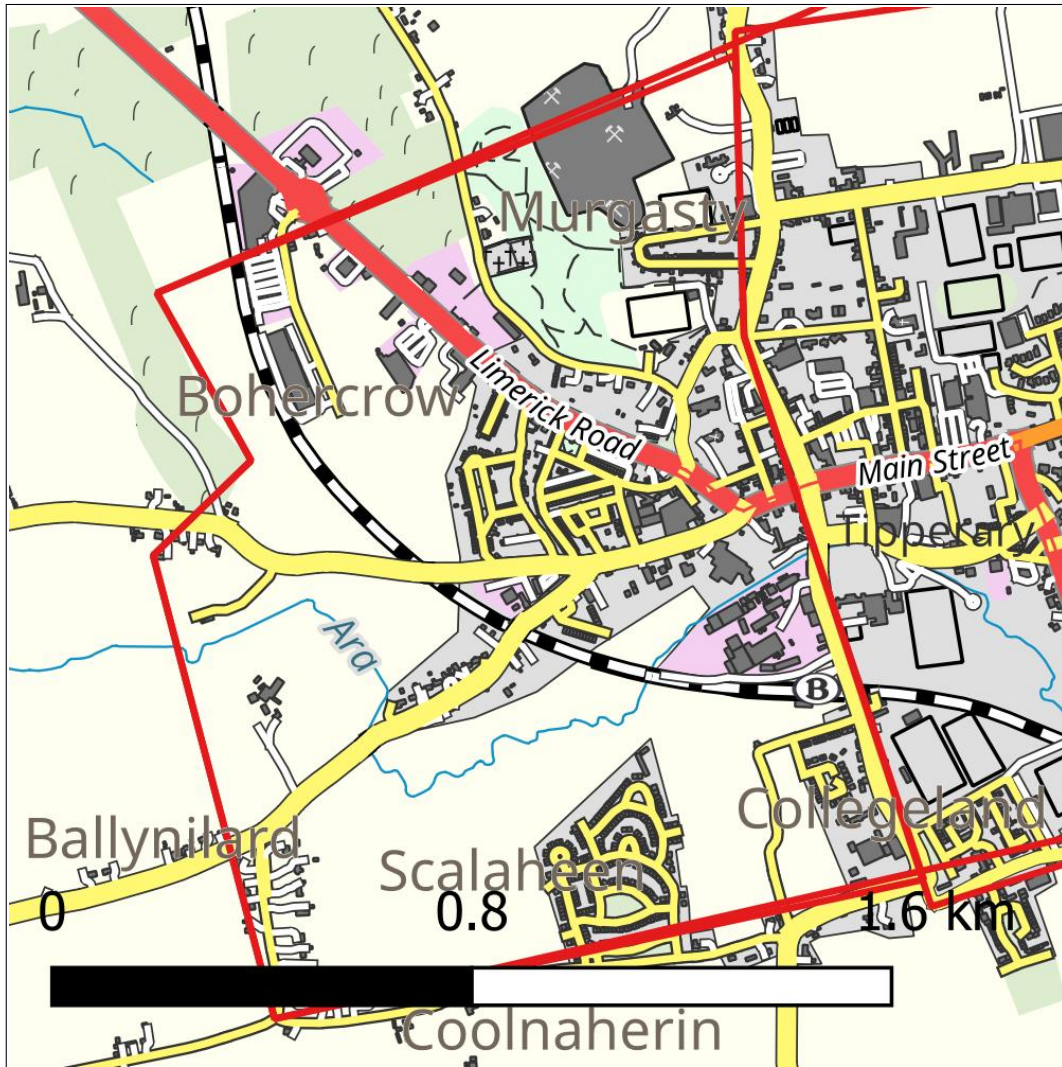 Murgasty
Bohercrow
Limerick Road
Main Street
Tipperary
Ara
B
Collegeland
Ballynilard
Scalaheen
0 0.8 1.6 km
Coolnaherin